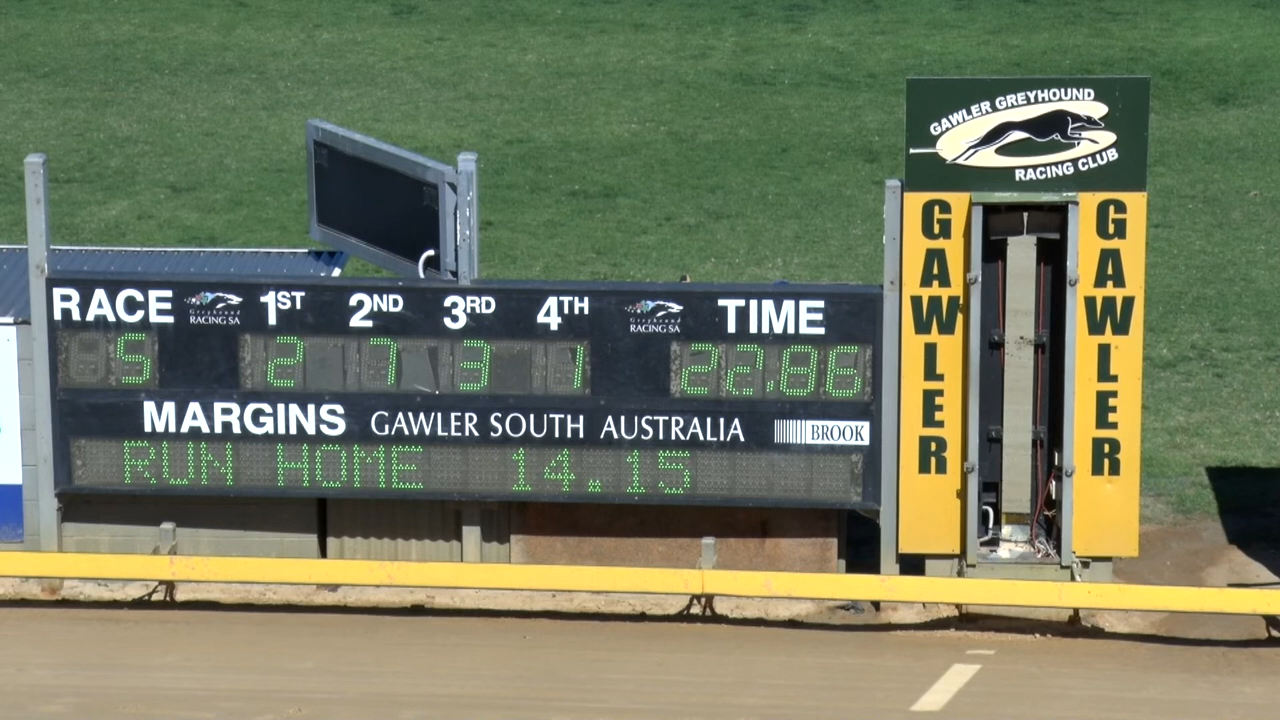 GAWLER GREYHOUND
RACING CLUB
RACE Greyhound RACING SA 1ST 2ND 3RD 4TH Greyhound RACING SA TIME
5 2 7 3 1 22.86
MARGINS GAWLER SOUTH AUSTRALIA BROOK
RUN HOME 14.15
GAWLER
GAWLER